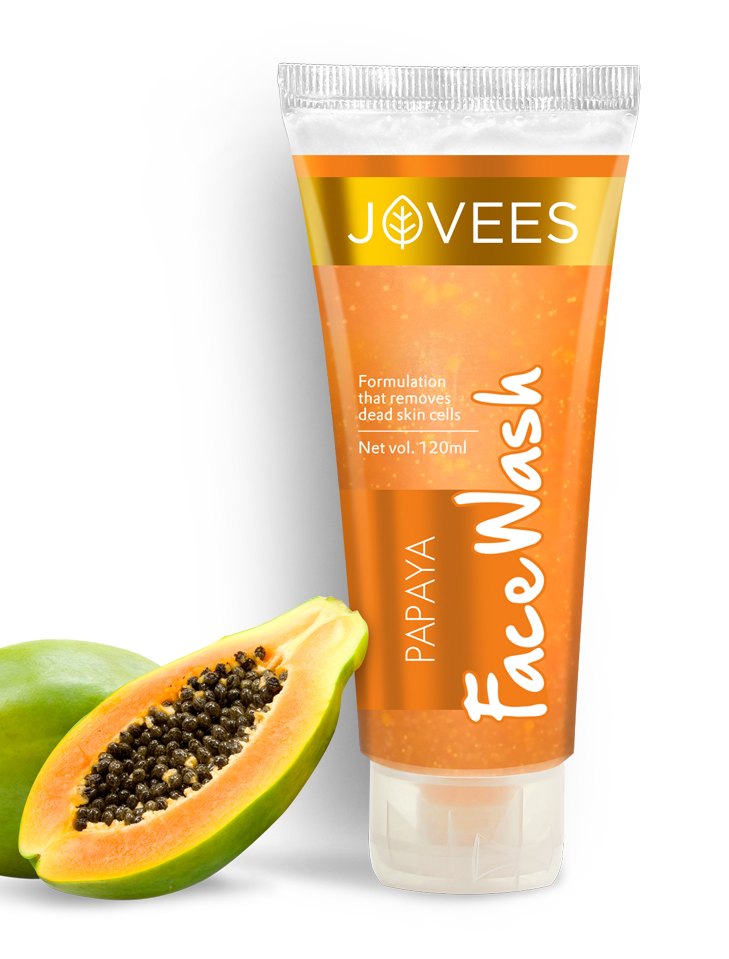 JOVEES
Formulation
that removes
dead skin cells
Net vol. 120ml
PAPAYA
Face Wash